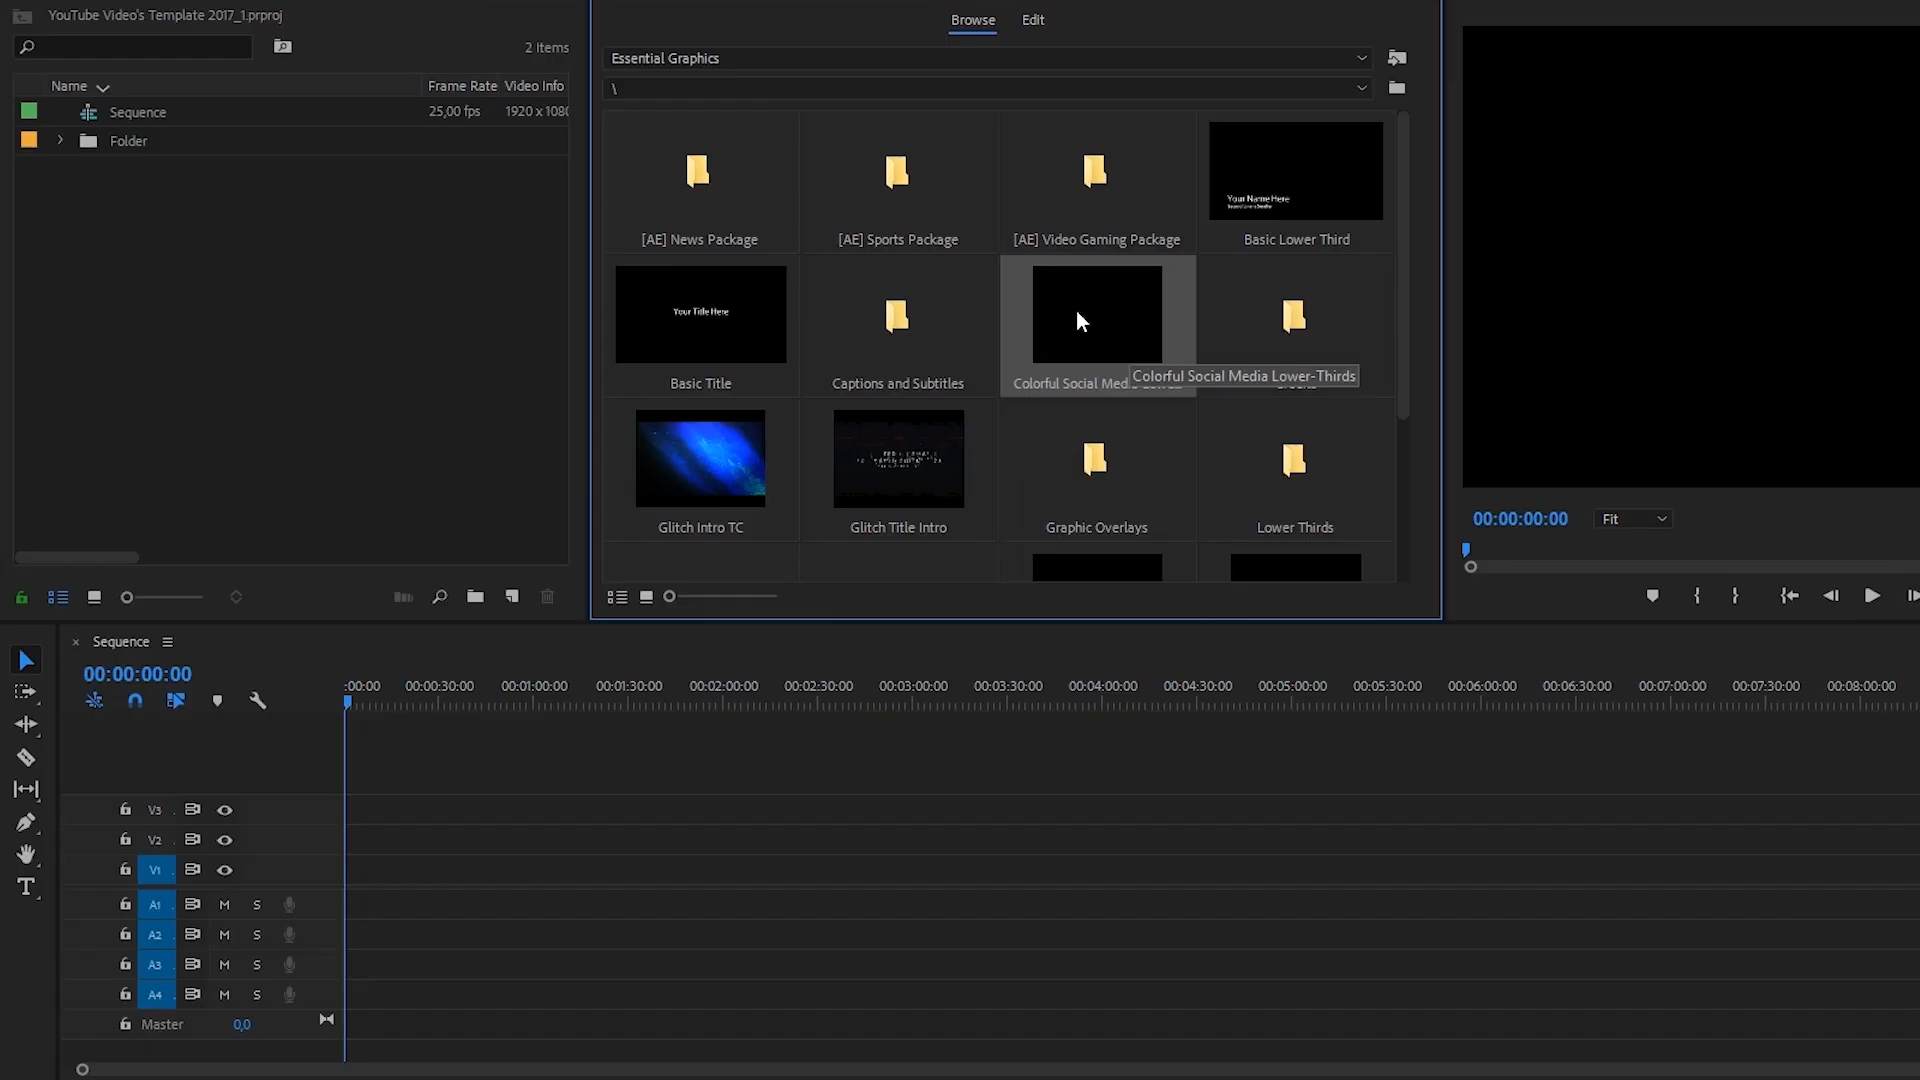 YouTube Video's Template 2017_1.prproj
2 Items
Name Frame Rate Video Info
Sequence 25,00 fps 1920 x 1080
Folder
Browse Edit
Essential Graphics
\
Your Name Here
[AE] News Package [AE] Sports Package [AE] Video Gaming Package Basic Lower Third
Your Title Here
Basic Title Captions and Subtitles Colorful Social Med
Colorful Social Media Lower-Thirds
Glitch Intro TC Glitch Title Intro Graphic Overlays Lower Thirds
00:00:00:00 Fit
Sequence
00:00:00:00
:00:00 00:00:30:00 00:01:00:00 00:01:30:00 00:02:00:00 00:02:30:00 00:03:00:00 00:03:30:00 00:04:00:00 00:04:30:00 00:05:00:00 00:05:30:00 00:06:00:00 00:06:30:00 00:07:00:00 00:07:30:00 00:08:00:00
V3
V2
V1
A1 M S
A2 M S
A3 M S
A4 M S
Master 0,0